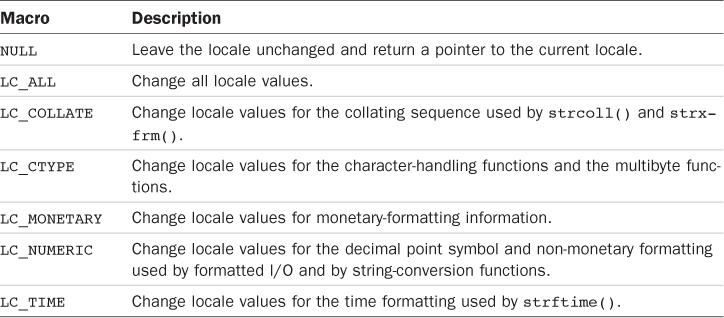 Macro Description
NULL Leave the locale unchanged and return a pointer to the current locale.
LC_ALL Change all locale values.
LC_COLLATE Change locale values for the collating sequence used by strcoll() and strx-
frm().
LC_CTYPE Change locale values for the character-handling functions and the multibyte func-
tions.
LC_MONETARY Change locale values for monetary-formatting information.
LC_NUMERIC Change locale values for the decimal point symbol and non-monetary formatting
used by formatted I/O and by string-conversion functions.
LC_TIME Change locale values for the time formatting used by strftime().